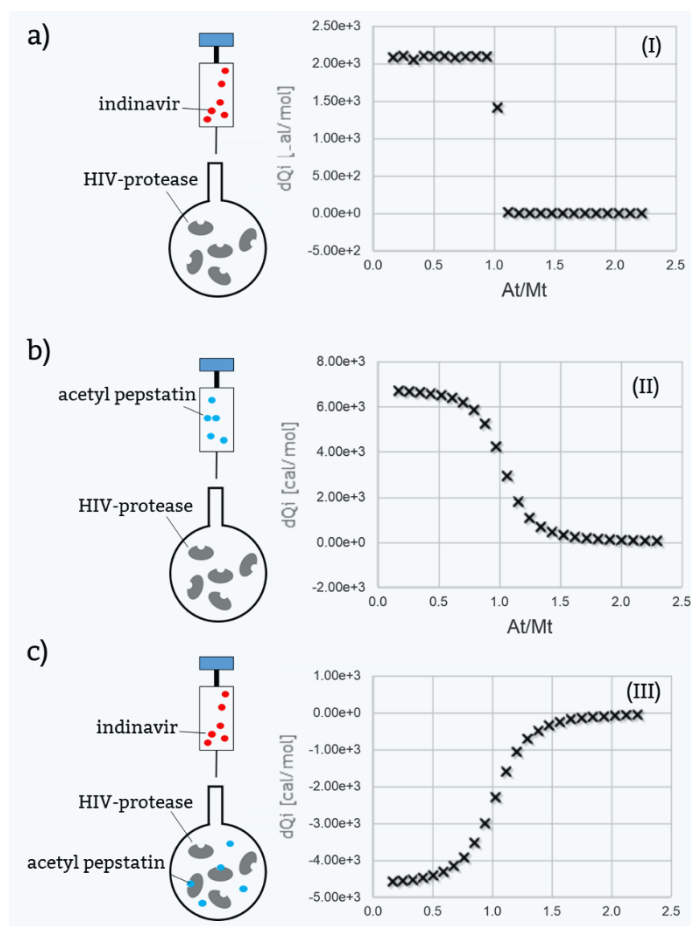 a)
indinavir
HIV-protease
(I)
2.50e+3
2.00e+3
1.50e+3
1.00e+3
5.00e+2
0.00e+0
-5.00e+2
dQi
0.0 0.5 1.0 1.5 2.0 2.5
At/Mt
b)
acetyl pepstatin
HIV-protease
(II)
8.00e+3
6.00e+3
4.00e+3
2.00e+3
0.00e+0
-2.00e+3
dQi [cal/mol]
0.0 0.5 1.0 1.5 2.0 2.5
At/Mt
c)
indinavir
HIV-protease
acetyl pepstatin
(III)
1.00e+3
0.00e+0
-1.00e+3
-2.00e+3
-3.00e+3
-4.00e+3
-5.00e+3
dQi [cal/mol]
0.0 0.5 1.0 1.5 2.0 2.5